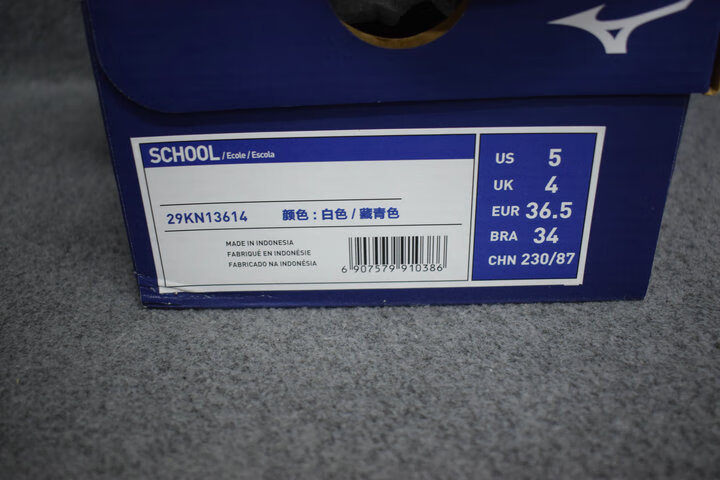 SCHOOL / Ecole / Escola
29KN13614 颜色：白色 / 藏青色
MADE IN INDONESIA
FABRIQUÉ EN INDONÉSIE
FABRICADO NA INDONÉSIA
6 907579 910386
US 5
UK 4
EUR 36.5
BRA 34
CHN 230/87